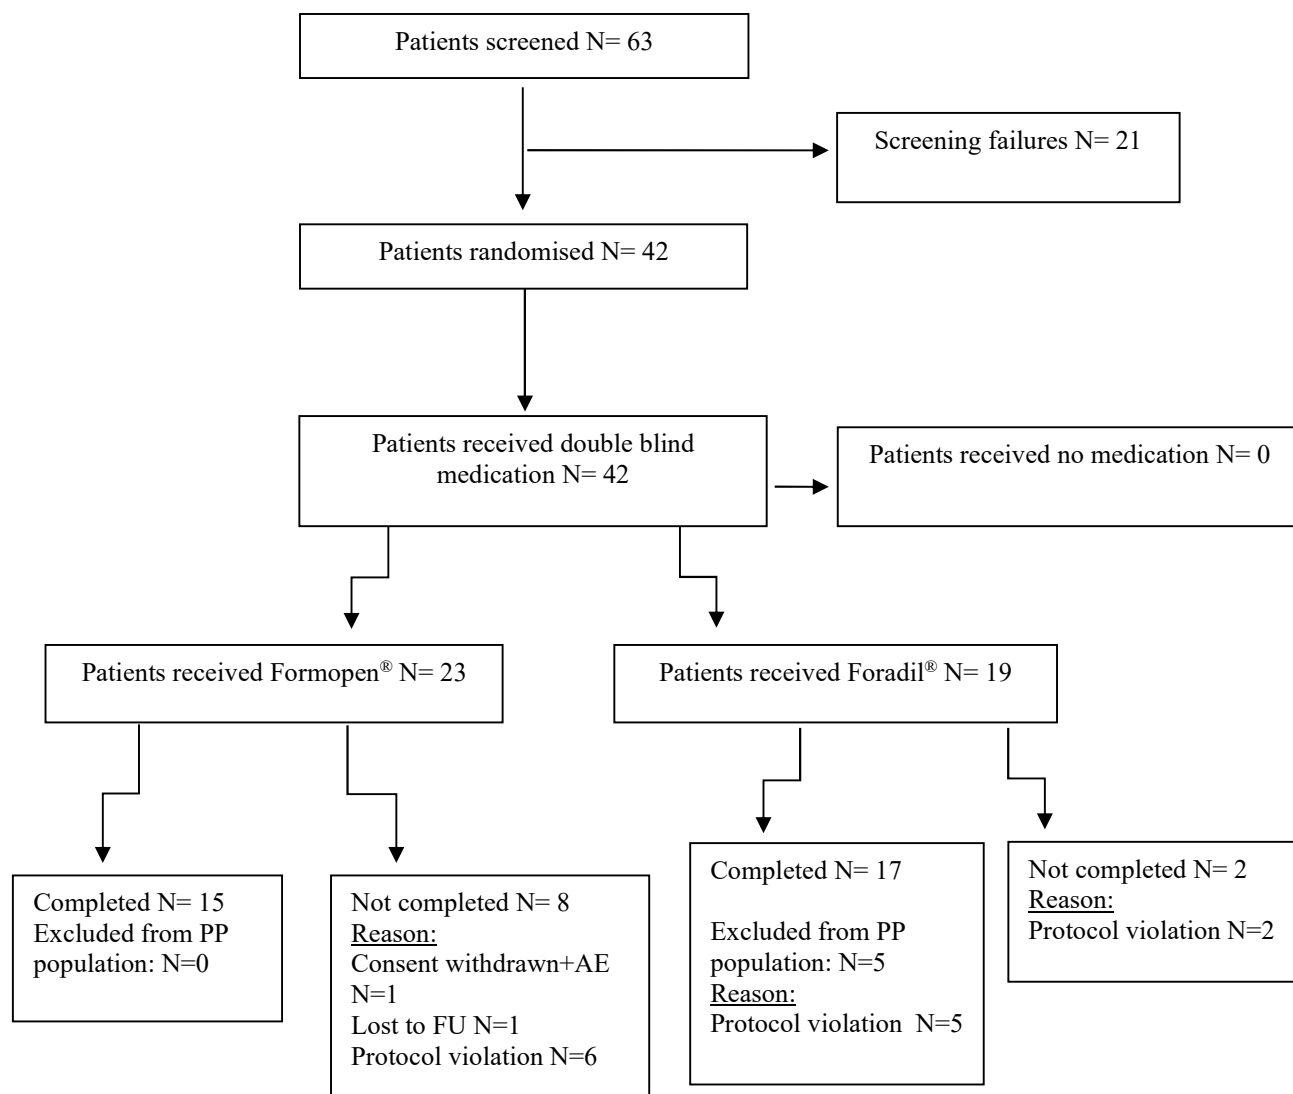 Patients screened N= 63
Screening failures N= 21
Patients randomised N= 42
Patients received double blind
medication N= 42
Patients received no medication N= 0
Patients received Formopen® N= 23
Patients received Foradil® N= 19
Completed N= 15
Excluded from PP
population: N=0
Not completed N= 8
Reason:
Consent withdrawn+AE
N=1
Lost to FU N=1
Protocol violation N=6
Completed N= 17
Excluded from PP
population: N=5
Reason:
Protocol violation  N=5
Not completed N= 2
Reason:
Protocol violation N=2